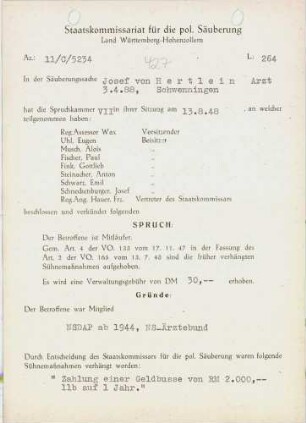 Staatskommissariat für die pol. Säuberung
Land Württemberg-Hohenzollern
Az.: 11/C/5234
427
L: 264
In der Säuberungssache Josef von Hertlein Arzt
3.4.88, Schwenningen
hat die Spruchkammer VII in ihrer Sitzung am 13.8.48 , an welcher
teilgenommen haben:
Reg.Assessor Wax Vorsitzender
Uhl, Eugen Beisitzer
Mauch, Alois "
Fischer, Paul "
Fink, Gottlieb "
Steinacher, Anton "
Schwarz, Emil "
Schneckenburger, Josef "
Reg.Ang. Hauer, Frz. Vertreter des Staatskommissars
beschlossen und verkündet folgenden
SPRUCH:
Der Betroffene ist Mitläufer.
Gem. Art. 4 der VO. 133 vom 17. 11. 47 in der Fassung des
Art. 2 der VO. 165 vom 13. 7. 48 sind die früher verhängten
Sühnemaßnahmen aufgehoben.
Es wird eine Verwaltungsgebühr von DM 30,-- erhoben.
Gründe:
Der Betroffene war Mitglied
NSDAP ab 1944, NS-Ärztebund
Durch Entscheidung des Staatskommissars für die pol. Säuberung waren folgende
Sühnemaßnahmen verhängt worden:
" Zahlung einer Geldbusse von RM 2.000,--
11b auf 1 Jahr."